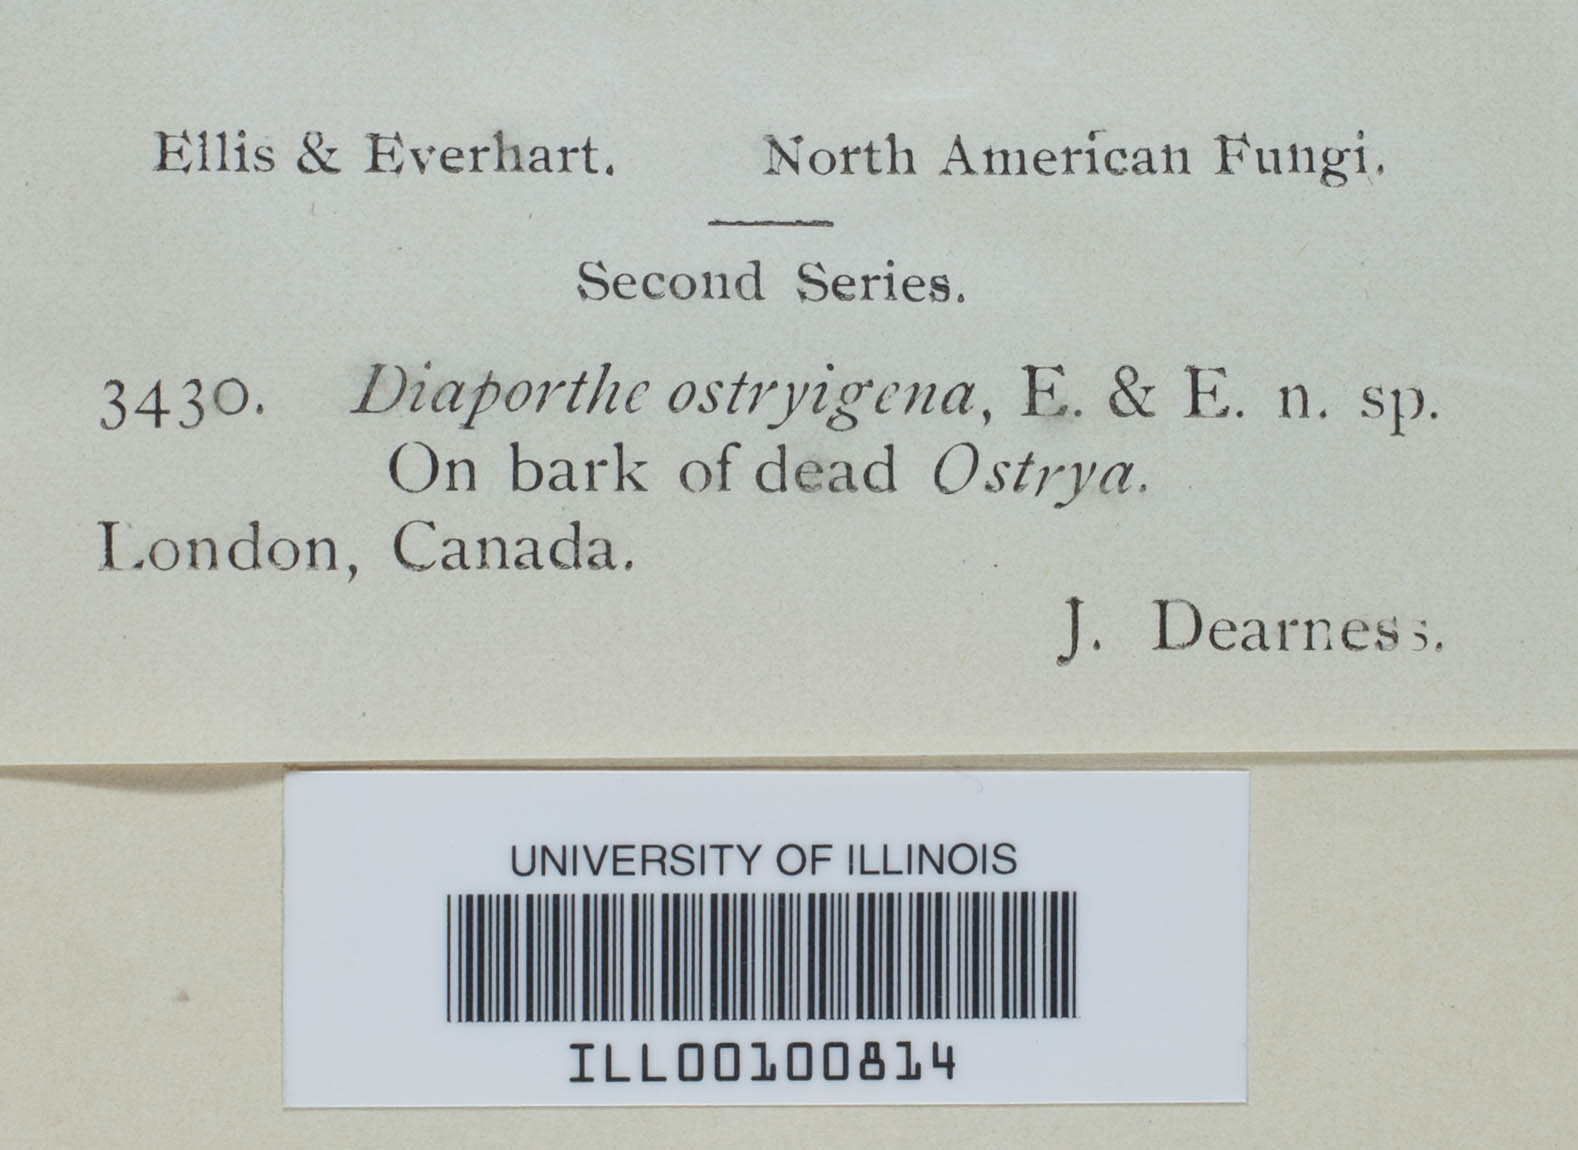 Ellis & Everhart. North American Fungi.
Second Series.
3430. Diaporthe ostryigena, E. & E. n. sp.
On bark of dead Ostrya.
London, Canada.
J. Dearness.
UNIVERSITY OF ILLINOIS
ILL00100814